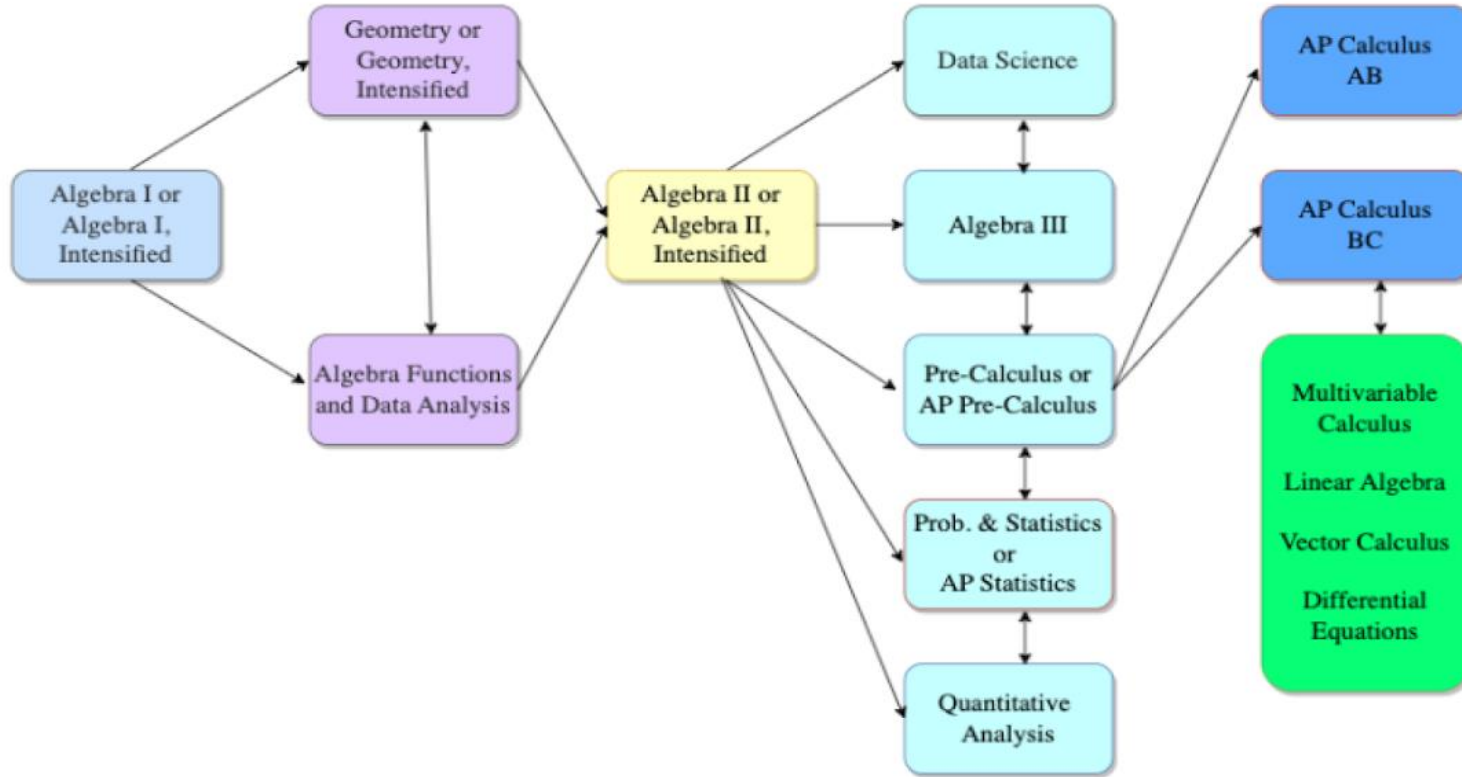 Geometry or
Geometry,
Intensified
Data Science
AP Calculus
AB
Algebra I or
Algebra I,
Intensified
Algebra II or
Algebra II,
Intensified
Algebra III
AP Calculus
BC
Algebra Functions
and Data Analysis
Pre-Calculus or
AP Pre-Calculus
Multivariable
Calculus
Linear Algebra
Vector Calculus
Differential
Equations
Prob. & Statistics
or
AP Statistics
Quantitative
Analysis